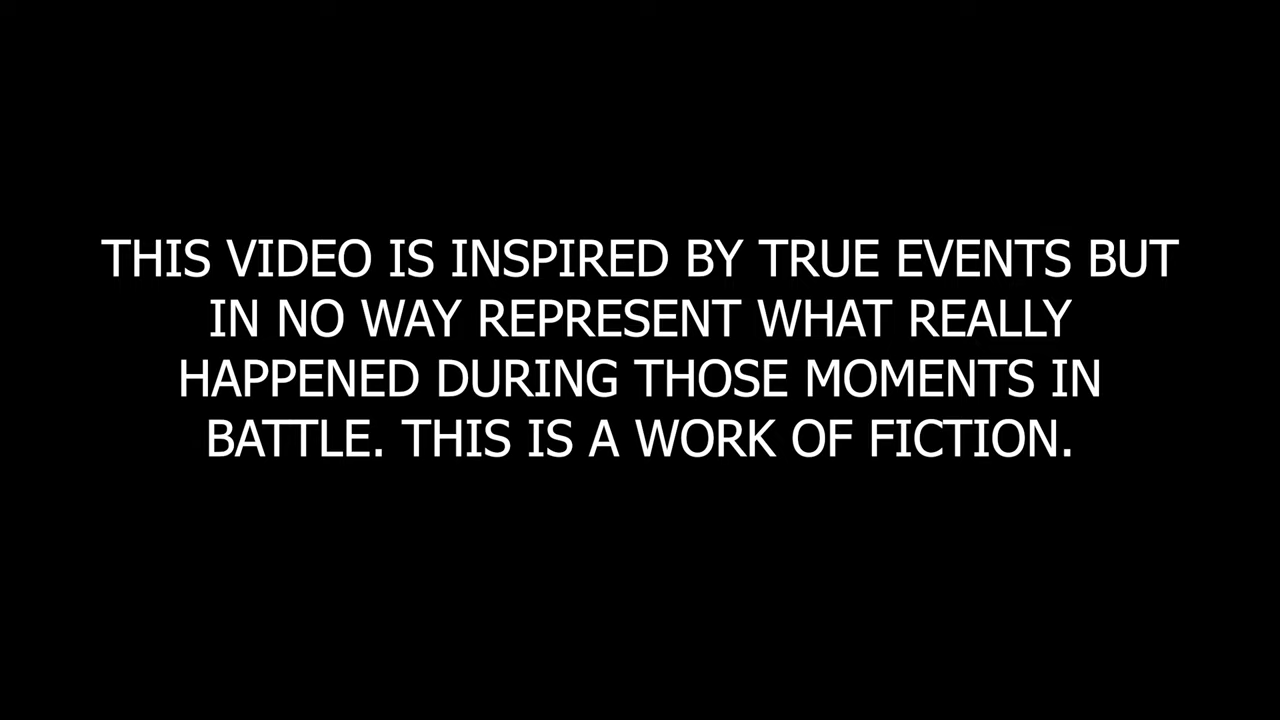 THIS VIDEO IS INSPIRED BY TRUE EVENTS BUT
IN NO WAY REPRESENT WHAT REALLY
HAPPENED DURING THOSE MOMENTS IN
BATTLE. THIS IS A WORK OF FICTION.